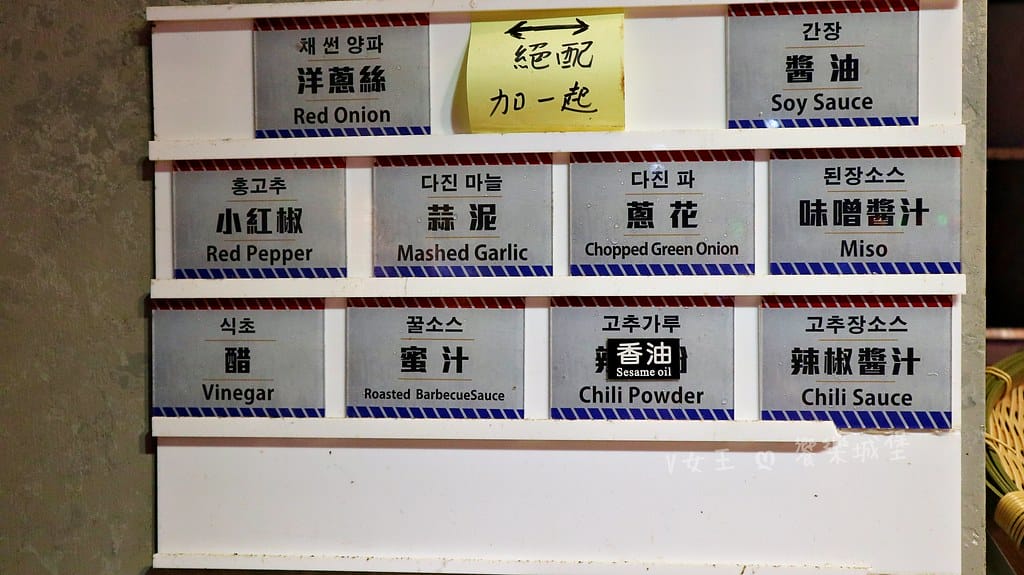 채 썬 양파
洋蔥絲
Red Onion
絕配
加一起
간장
醬油
Soy Sauce
홍고추
小紅椒
Red Pepper
다진 마늘
蒜泥
Mashed Garlic
다진 파
蔥花
Chopped Green Onion
된장소스
味噌醬汁
Miso
식초
醋
Vinegar
꿀소스
蜜汁
Roasted BarbecueSauce
고추가루
香油
Sesame oil
Chili Powder
고추장소스
辣椒醬汁
Chili Sauce
V女王 饗樂城堡